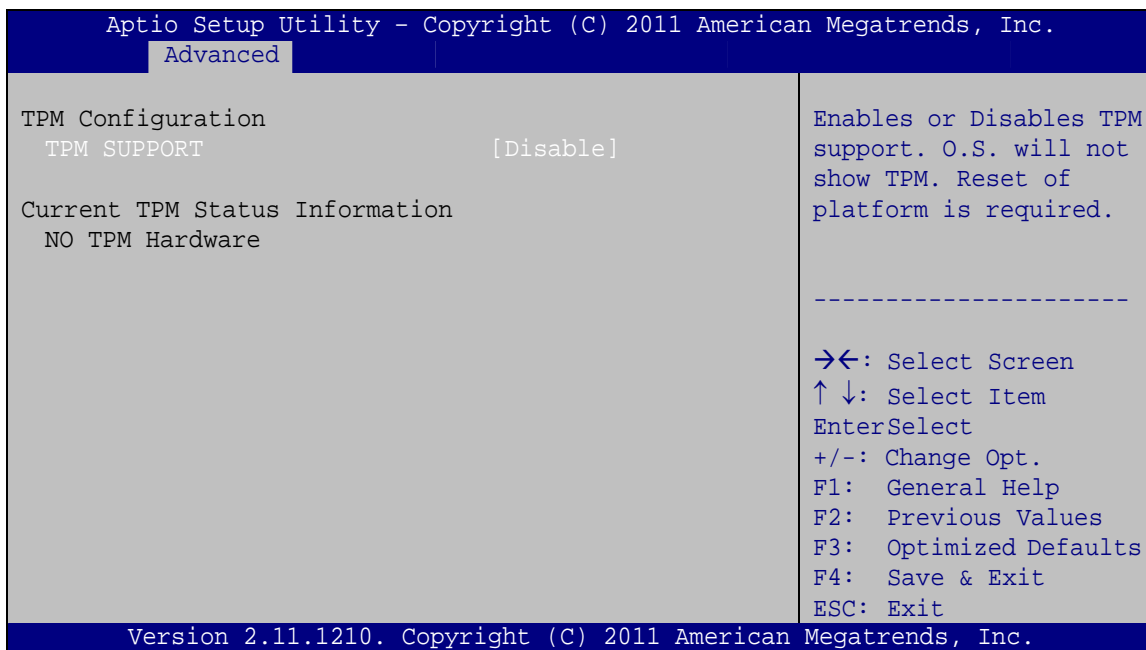 Aptio Setup Utility – Copyright (C) 2011 American Megatrends, Inc.
Advanced
TPM Configuration
TPM SUPPORT [Disable]
Current TPM Status Information
NO TPM Hardware
Enables or Disables TPM
support. O.S. will not
show TPM. Reset of
platform is required.
----------------------
→←: Select Screen
↑ ↓: Select Item
EnterSelect
+/-: Change Opt.
F1: General Help
F2: Previous Values
F3: Optimized Defaults
F4: Save & Exit
ESC: Exit
Version 2.11.1210. Copyright (C) 2011 American Megatrends, Inc.